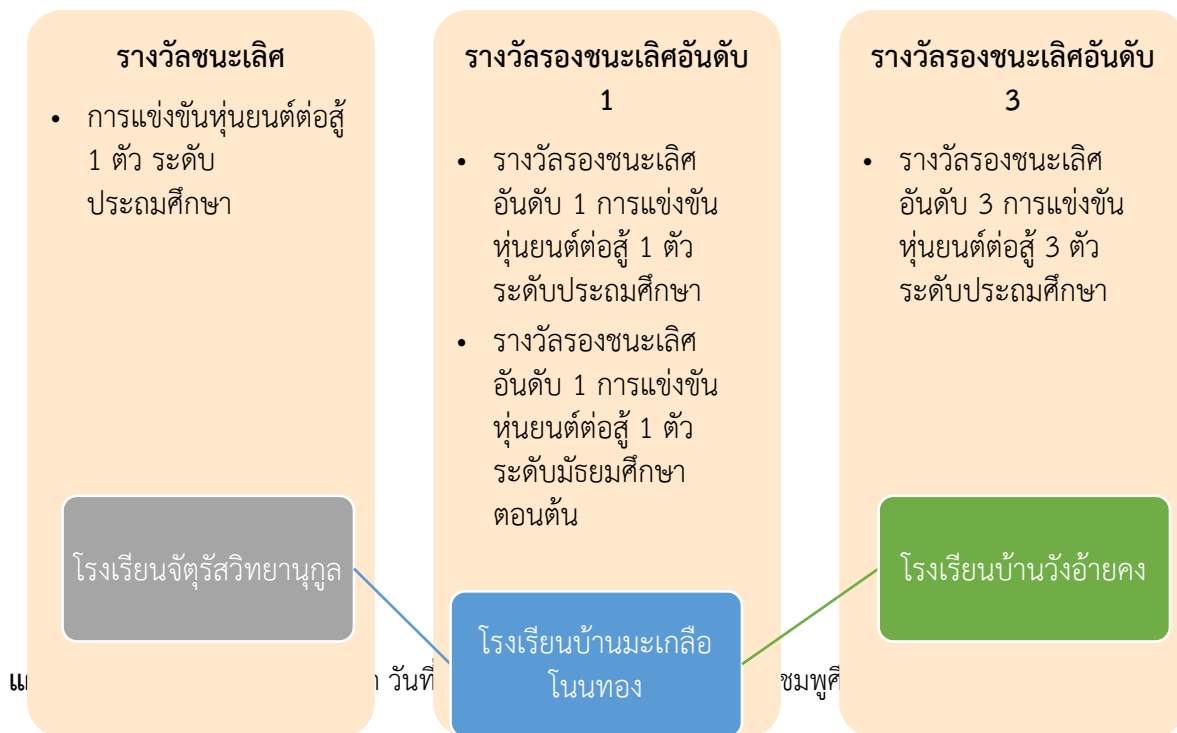 รางวัลชนะเลิศ
• การแข่งขันหุ่นยนต์ต่อสู้
1 ตัว ระดับ
ประถมศึกษา
โรงเรียนจัตุรัสวิทยานุกูล
รางวัลรองชนะเลิศอันดับ
1
• รางวัลรองชนะเลิศ
อันดับ 1 การแข่งขัน
หุ่นยนต์ต่อสู้ 1 ตัว
ระดับประถมศึกษา
• รางวัลรองชนะเลิศ
อันดับ 1 การแข่งขัน
หุ่นยนต์ต่อสู้ 1 ตัว
ระดับมัธยมศึกษา
ตอนต้น
โรงเรียนบ้านมะเกลือ
โนนทอง
รางวัลรองชนะเลิศอันดับ
3
• รางวัลรองชนะเลิศ
อันดับ 3 การแข่งขัน
หุ่นยนต์ต่อสู้ 3 ตัว
ระดับประถมศึกษา
โรงเรียนบ้านวังอ้ายคง
วันที่